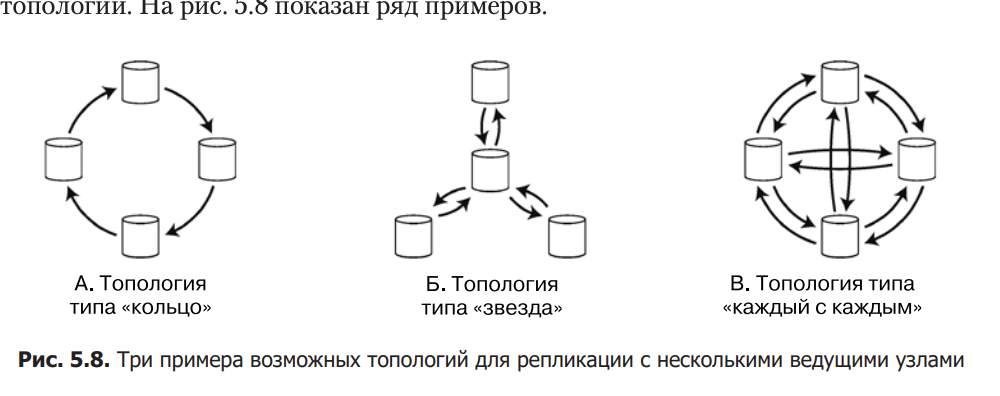 топологии. На рис. 5.8 показан ряд примеров.
А. Топология
типа «кольцо»
Б. Топология
типа «звезда»
В. Топология типа
«каждый с каждым»
Рис. 5.8. Три примера возможных топологий для репликации с несколькими ведущими узлами